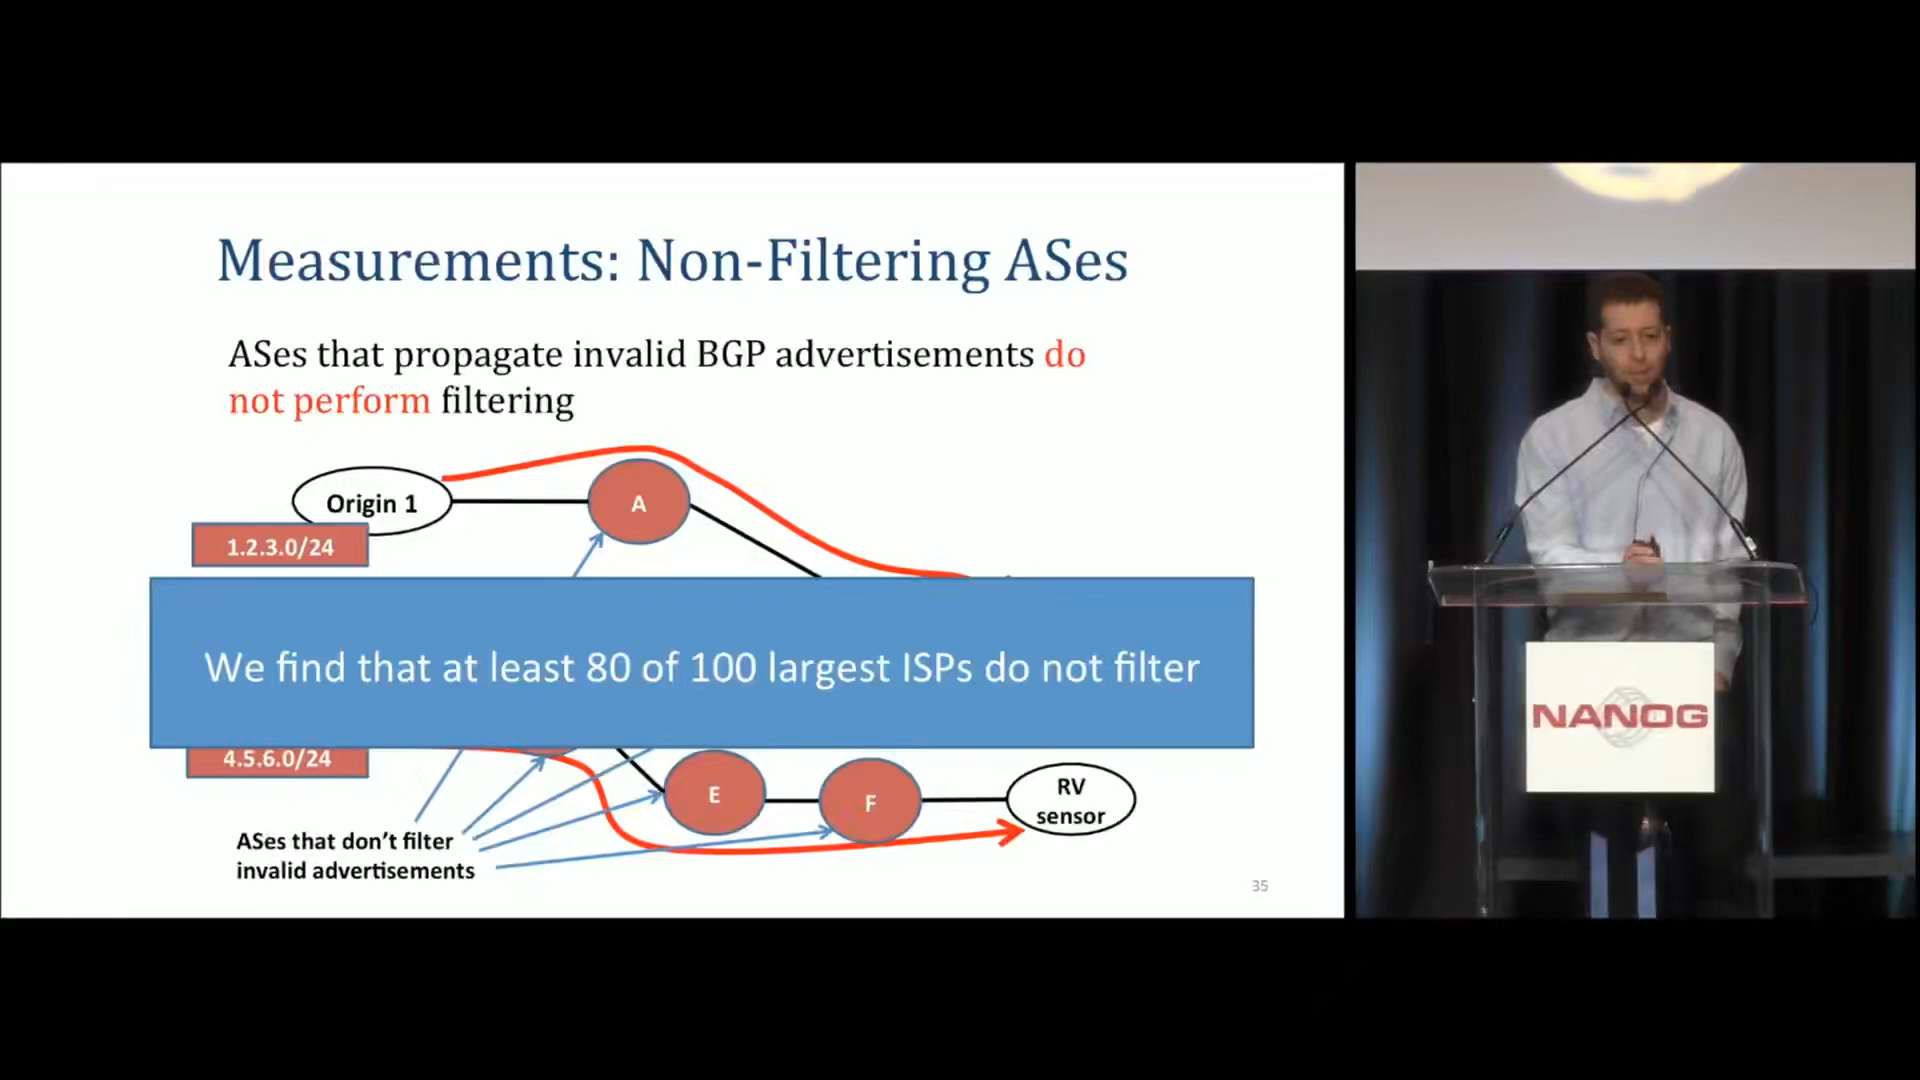 Measurements: Non-Filtering ASes
ASes that propagate invalid BGP advertisements do
not perform filtering
Origin 1
A
1.2.3.0/24
We find that at least 80 of 100 largest ISPs do not filter
4.5.6.0/24
E
F
RV
sensor
ASes that don’t filter
invalid advertisements
35
NANOG